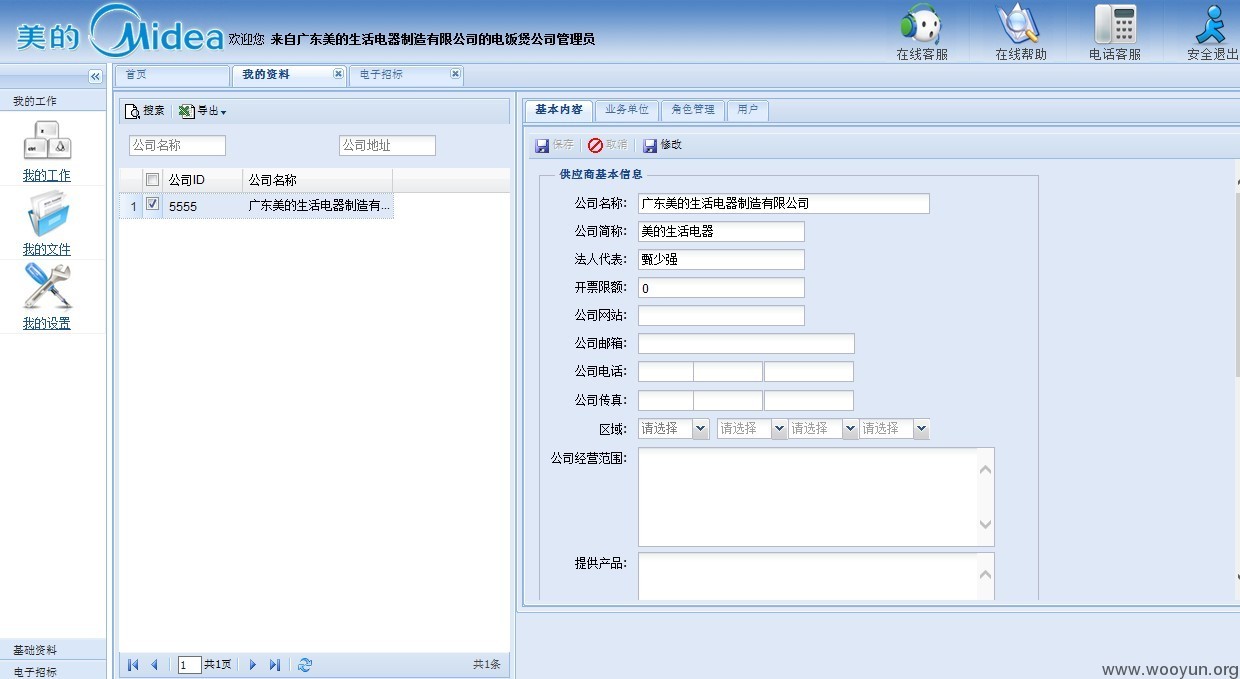 美的 Midea 欢迎您 来自广东美的生活电器制造有限公司的电饭煲公司管理员
在线客服 在线帮助 电话客服 安全退出
首页 我的资料 电子招标
我的工作
我的工作
我的文件
我的设置
基础资料
电子招标
搜索 导出
公司名称 公司地址
公司ID 公司名称
1 5555 广东美的生活电器制造有...
1 共1页 共1条
基本内容 业务单位 角色管理 用户
保存 取消 修改
供应商基本信息
公司名称: 广东美的生活电器制造有限公司
公司简称: 美的生活电器
法人代表: 甄少强
开票限额: 0
公司网站:
公司邮箱:
公司电话:
公司传真:
区域: 请选择 请选择 请选择 请选择
公司经营范围:
提供产品:
www.wooyun.org